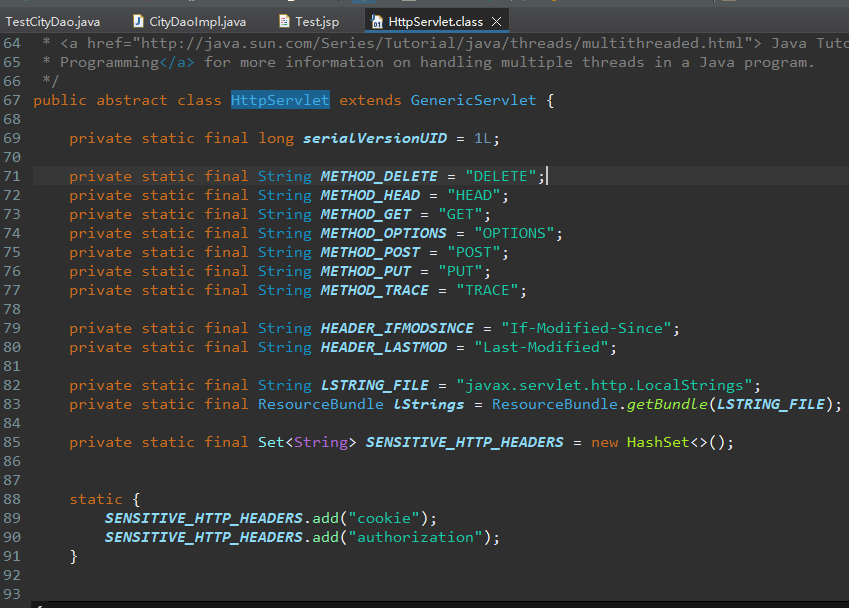 TestCityDao.java CityDaoImpl.java Test.jsp HttpServlet.class
64 * <a href="http://java.sun.com/Series/Tutorial/java/threads/multithreaded.html"> Java Tuto
65 * Programming</a> for more information on handling multiple threads in a Java program.
66 */
67 public abstract class HttpServlet extends GenericServlet {
68
69 private static final long serialVersionUID = 1L;
70
71 private static final String METHOD_DELETE = "DELETE";
72 private static final String METHOD_HEAD = "HEAD";
73 private static final String METHOD_GET = "GET";
74 private static final String METHOD_OPTIONS = "OPTIONS";
75 private static final String METHOD_POST = "POST";
76 private static final String METHOD_PUT = "PUT";
77 private static final String METHOD_TRACE = "TRACE";
78
79 private static final String HEADER_IFMODSINCE = "If-Modified-Since";
80 private static final String HEADER_LASTMOD = "Last-Modified";
81
82 private static final String LSTRING_FILE = "javax.servlet.http.LocalStrings";
83 private static final ResourceBundle lStrings = ResourceBundle.getBundle(LSTRING_FILE);
84
85 private static final Set<String> SENSITIVE_HTTP_HEADERS = new HashSet<>();
86
87
88 static {
89 SENSITIVE_HTTP_HEADERS.add("cookie");
90 SENSITIVE_HTTP_HEADERS.add("authorization");
91 }
92
93